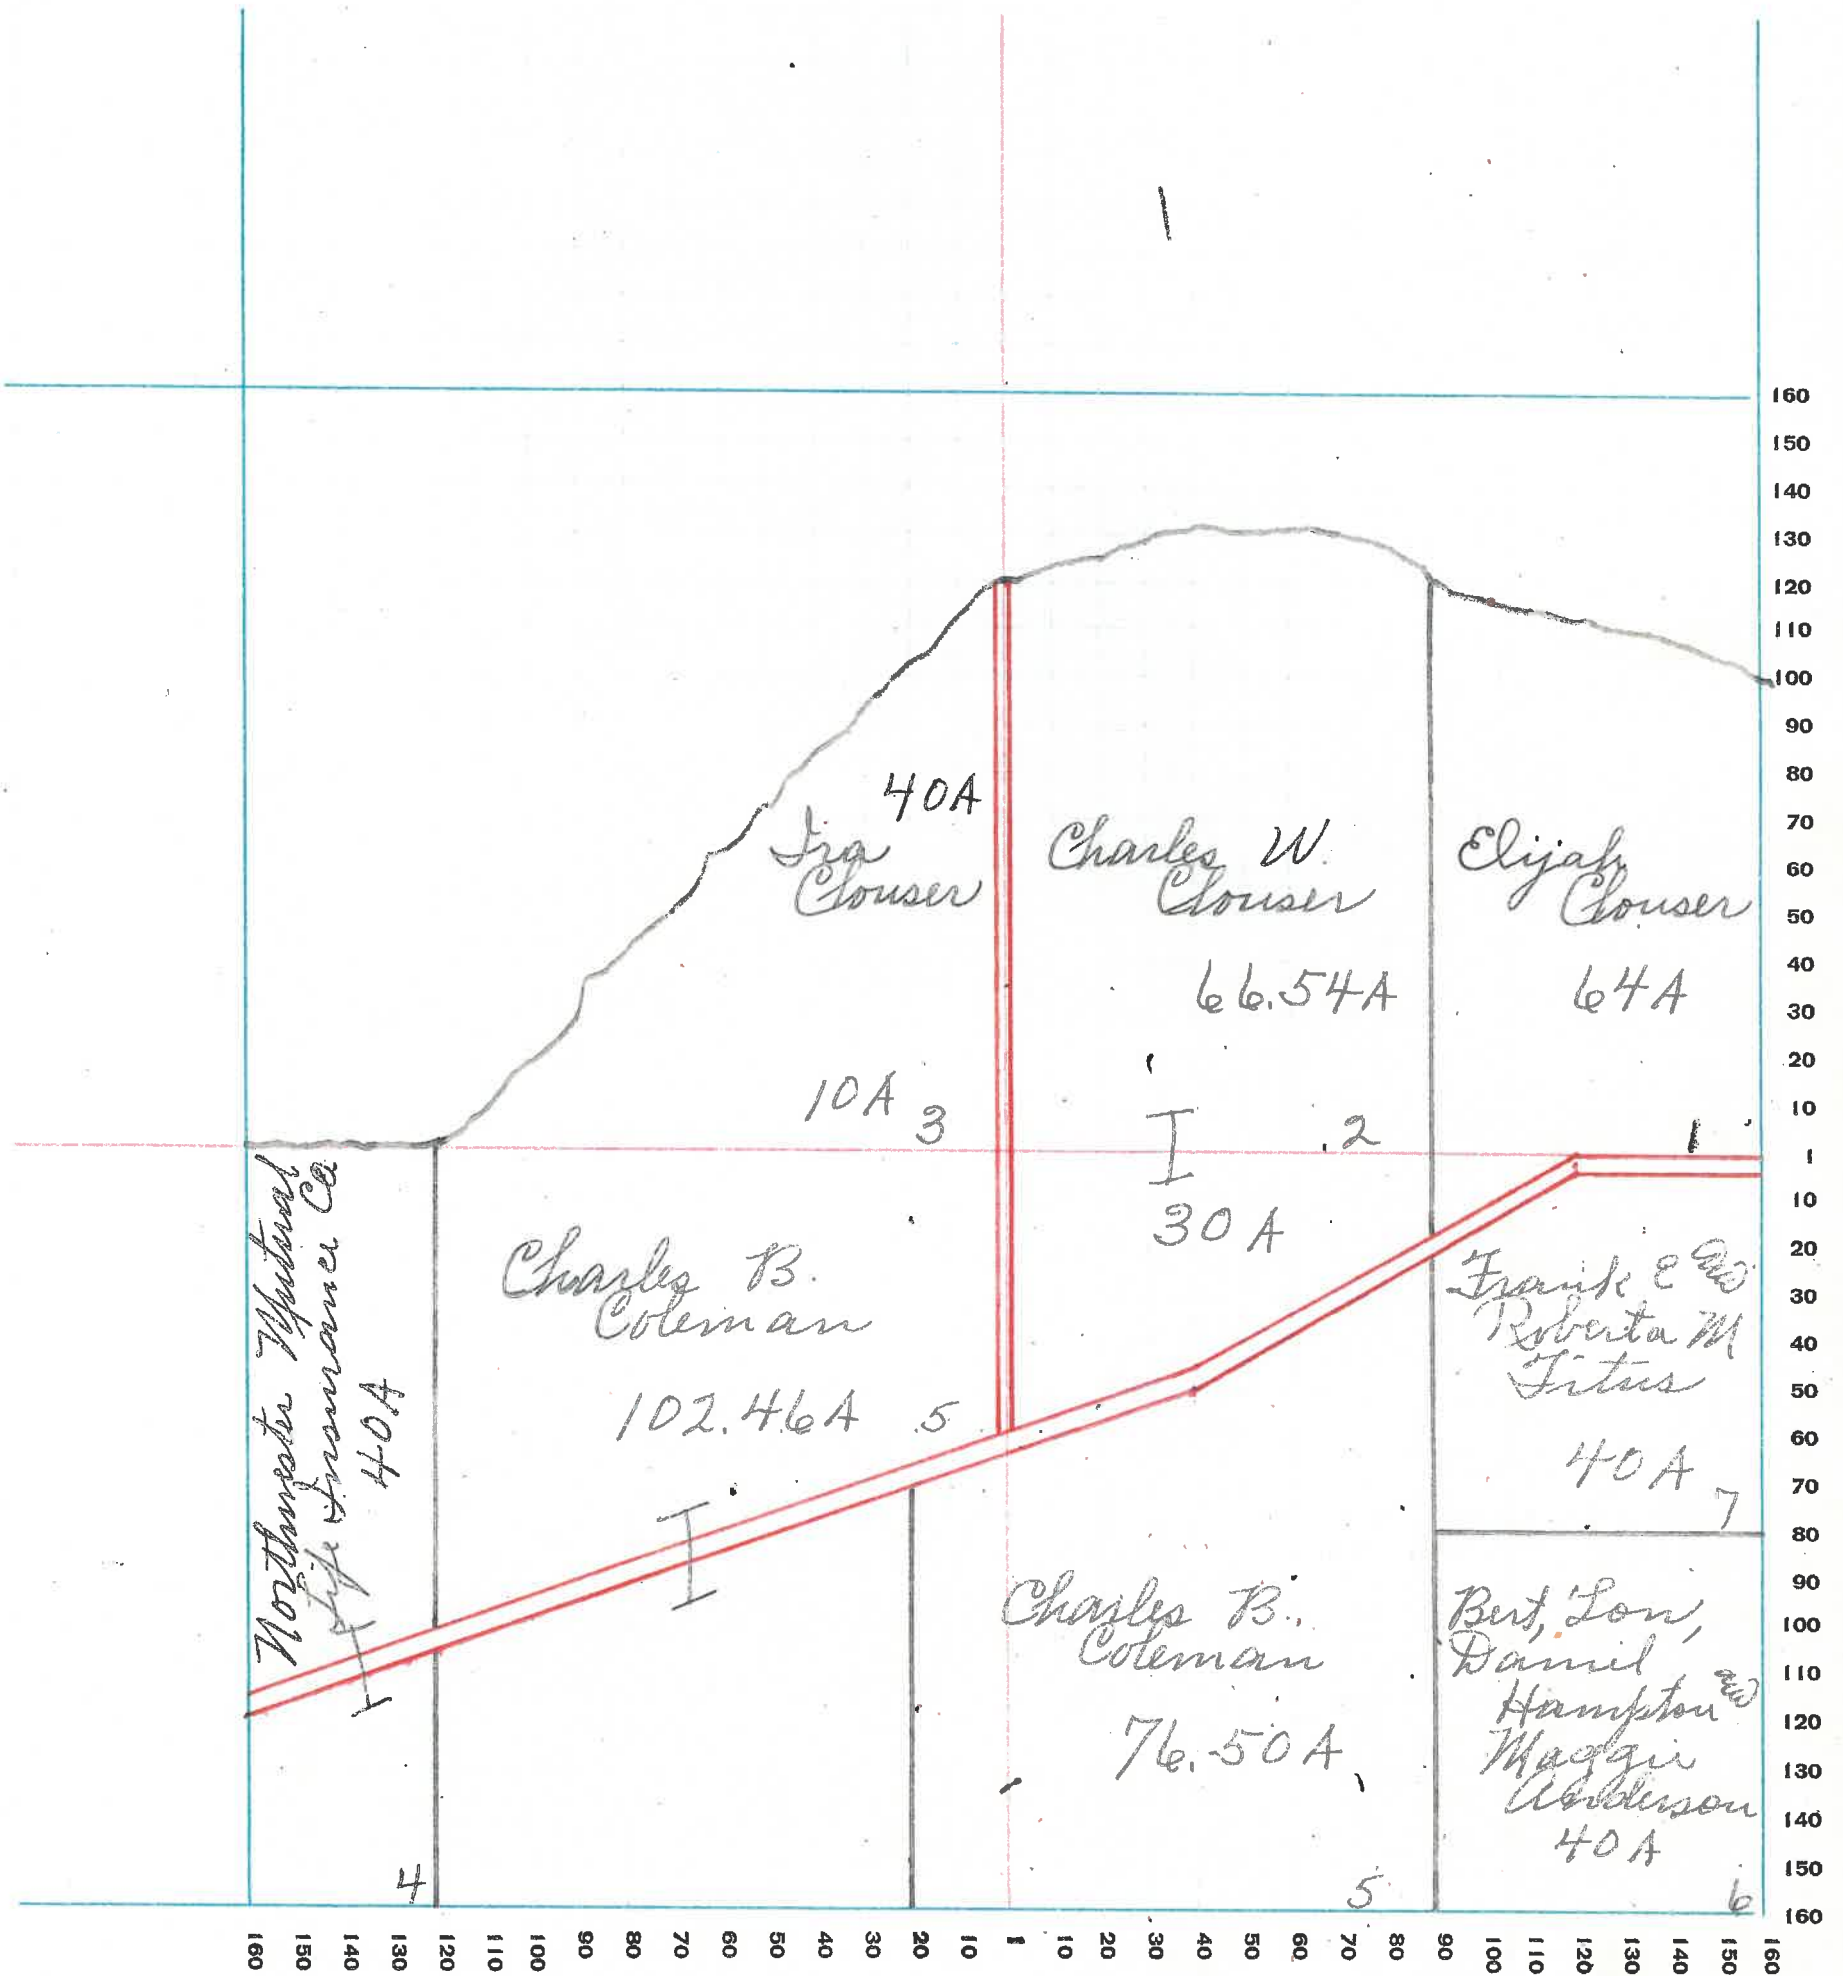 40A
Ira
Clouser
10A 3
Charles W.
Clouser
66.54A
2
30A
Elijah
Clouser
64A
1
Northwester Mutual
Life Insurance Co
40A
4
Charles B.
Coleman
102.46A 5
Charles B.
Coleman
76.50A
5
Frank E and
Roberta M
Titus
40A 7
Bert, Lon,
Daniel,
Hampton and
Maggie
Anderson
40A
6
160
150
140
130
120
110
100
90
80
70
60
50
40
30
20
10
1
10
20
30
40
50
60
70
80
90
100
110
120
130
140
150
160
160 150 140 130 120 110 100 90 80 70 60 50 40 30 20 10 1 10 20 30 40 50 60 70 80 90 100 110 120 130 140 150 160